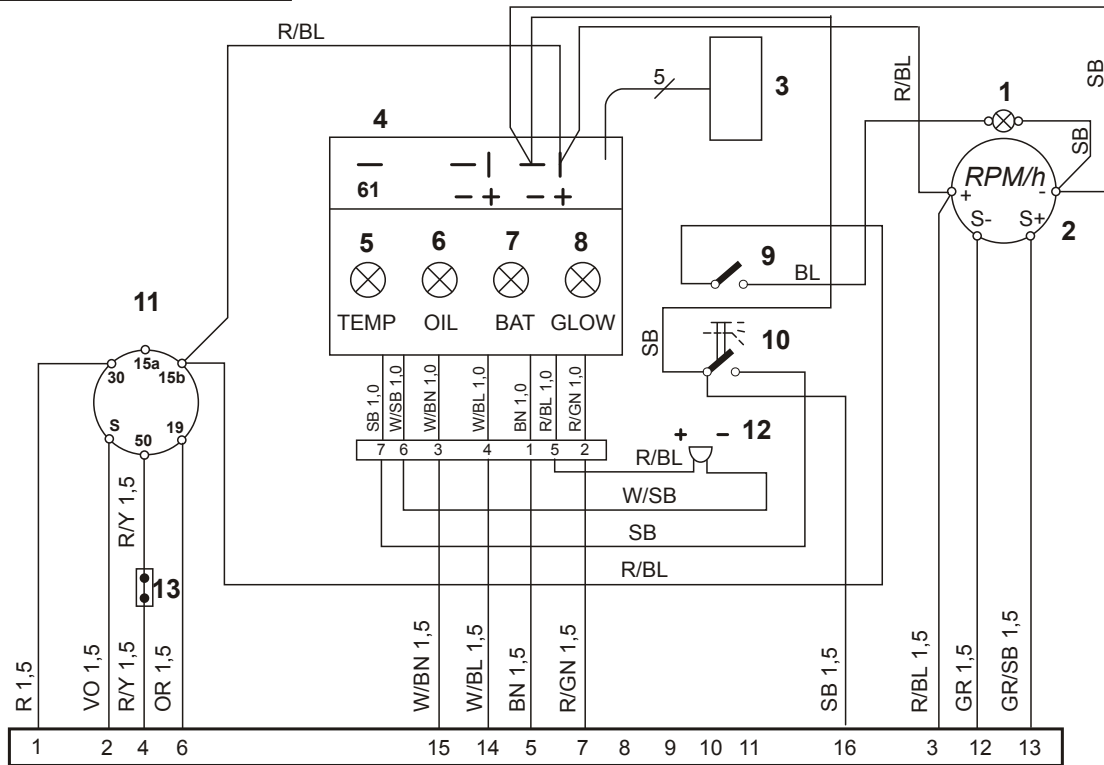 R/BL
5
3
4
R/BL
SB
1
SB
RPM/h
+ -
S- S+
2
61
- + - +
5 6 7 8
TEMP OIL BAT GLOW
9
BL
10
SB
11
15a
30 15b
S 19
50
SB 1,0
W/SB 1,0
W/BN 1,0
W/BL 1,0
BN 1,0
R/BL 1,0
R/GN 1,0
7 6 3 4 1 5 2
+ - 12
R/BL
W/SB
SB
R/BL
R/Y 1,5
13
R 1,5
VO 1,5
R/Y 1,5
OR 1,5
W/BN 1,5
W/BL 1,5
BN 1,5
R/GN 1,5
SB 1,5
R/BL 1,5
GR 1,5
GR/SB 1,5
1 2 4 6 15 14 5 7 8 9 10 11 16 3 12 13